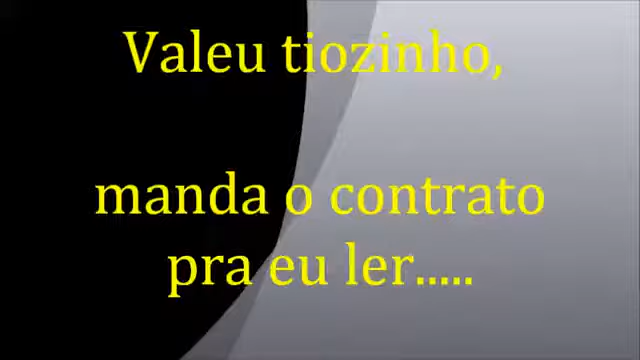 Valeu tiozinho,
manda o contrato
pra eu ler.....